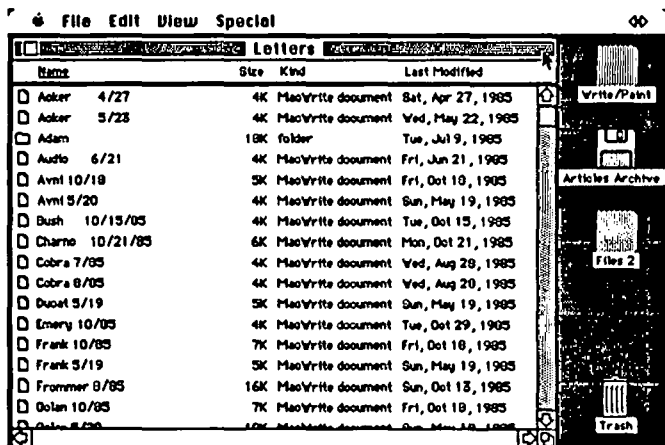 File Edit View Special
Letters
Name Size Kind Last Modified
Aoker 4/27 4K MacWrite document Sat, Apr 27, 1985
Aoker 5/28 4K MacWrite document Wed, May 22, 1985
Adam 18K folder Tue, Jul 9, 1985
Audio 6/21 4K MacWrite document Fri, Jun 21, 1985
Avni 10/18 5K MacWrite document Fri, Oct 18, 1985
Avni 5/20 4K MacWrite document Sun, May 19, 1985
Bush 10/15/85 4K MacWrite document Tue, Oct 15, 1985
Charno 10/21/85 6K MacWrite document Mon, Oct 21, 1985
Cobra 7/85 4K MacWrite document Wed, Aug 28, 1985
Cobra 8/85 4K MacWrite document Wed, Aug 28, 1985
Ducat 5/19 5K MacWrite document Sun, May 19, 1985
Emery 10/85 4K MacWrite document Tue, Oct 29, 1985
Frank 10/85 7K MacWrite document Fri, Oct 18, 1985
Frank 5/19 5K MacWrite document Sun, May 19, 1985
Frommer 8/85 16K MacWrite document Sun, Oct 13, 1985
Golan 10/85 7K MacWrite document Fri, Oct 18, 1985
Write/Paint
Articles Archive
Files 2
Trash